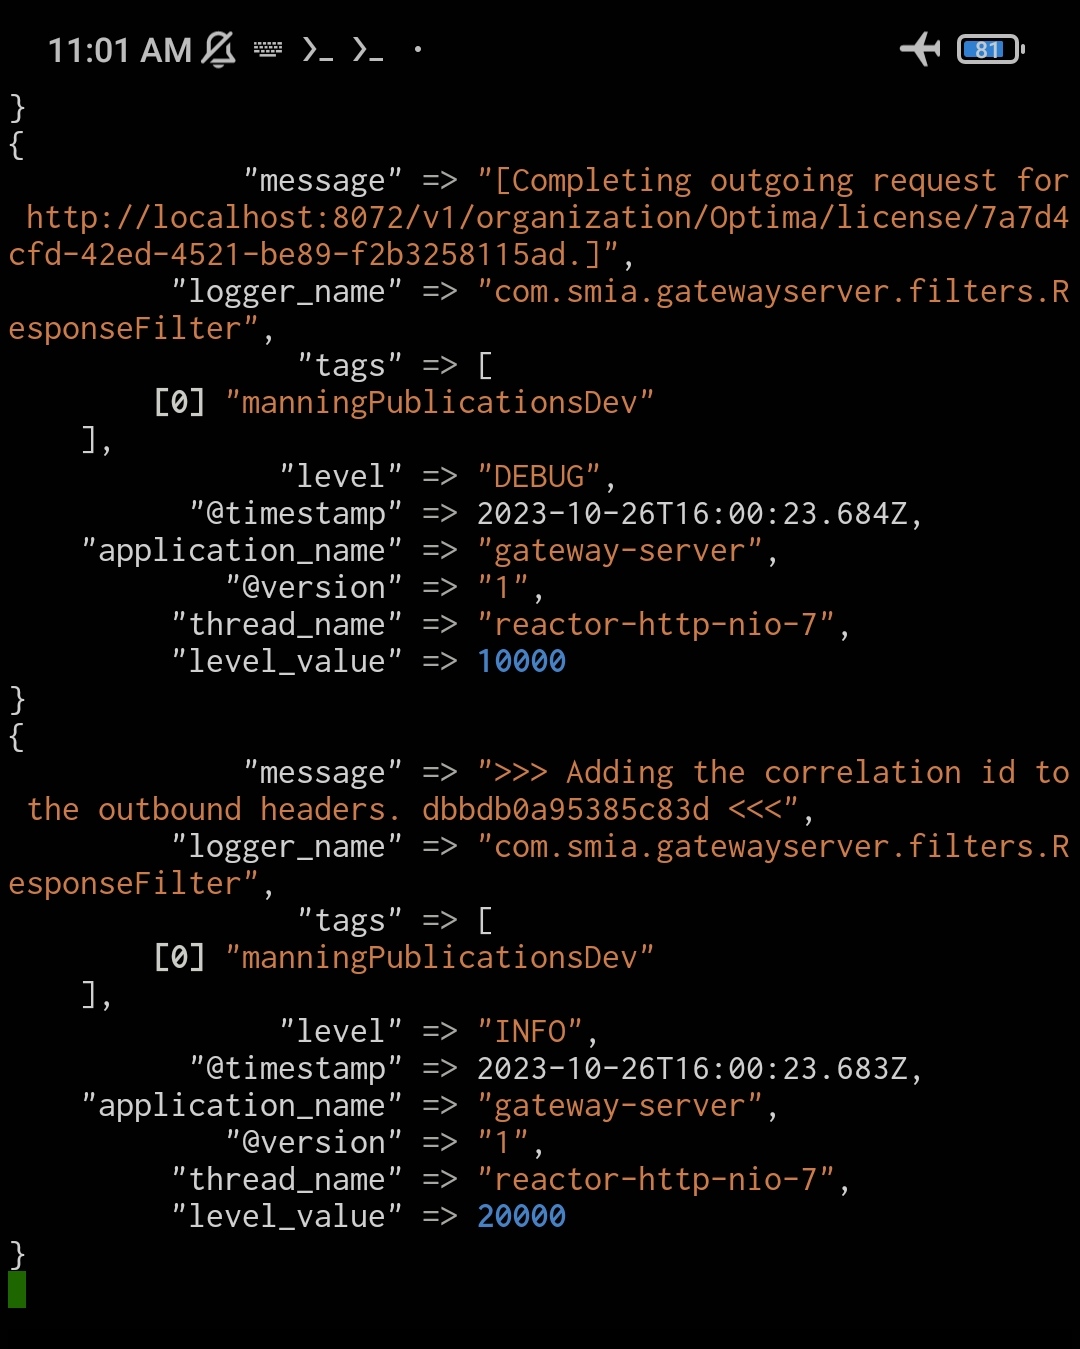 11:01 AM
81
}
{
"message" => "[Completing outgoing request for
http://localhost:8072/v1/organization/Optima/license/7a7d4
cfd-42ed-4521-be89-f2b3258115ad.]",
"logger_name" => "com.smia.gatewayserver.filters.R
esponseFilter",
"tags" => [
[0] "manningPublicationsDev"
],
"level" => "DEBUG",
"@timestamp" => 2023-10-26T16:00:23.684Z,
"application_name" => "gateway-server",
"@version" => "1",
"thread_name" => "reactor-http-nio-7",
"level_value" => 10000
}
{
"message" => ">>> Adding the correlation id to
the outbound headers. dbbdb0a95385c83d <<<",
"logger_name" => "com.smia.gatewayserver.filters.R
esponseFilter",
"tags" => [
[0] "manningPublicationsDev"
],
"level" => "INFO",
"@timestamp" => 2023-10-26T16:00:23.683Z,
"application_name" => "gateway-server",
"@version" => "1",
"thread_name" => "reactor-http-nio-7",
"level_value" => 20000
}